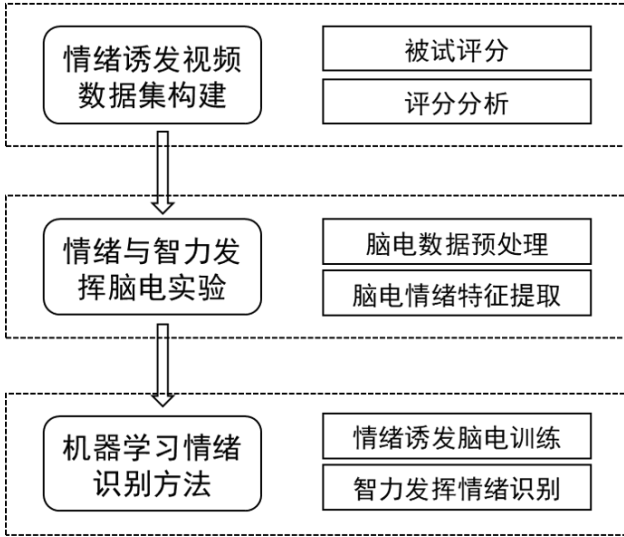 情绪诱发视频
数据集构建
被试评分
评分分析
情绪与智力发
挥脑电实验
脑电数据预处理
脑电情绪特征提取
机器学习情绪
识别方法
情绪诱发脑电训练
智力发挥情绪识别